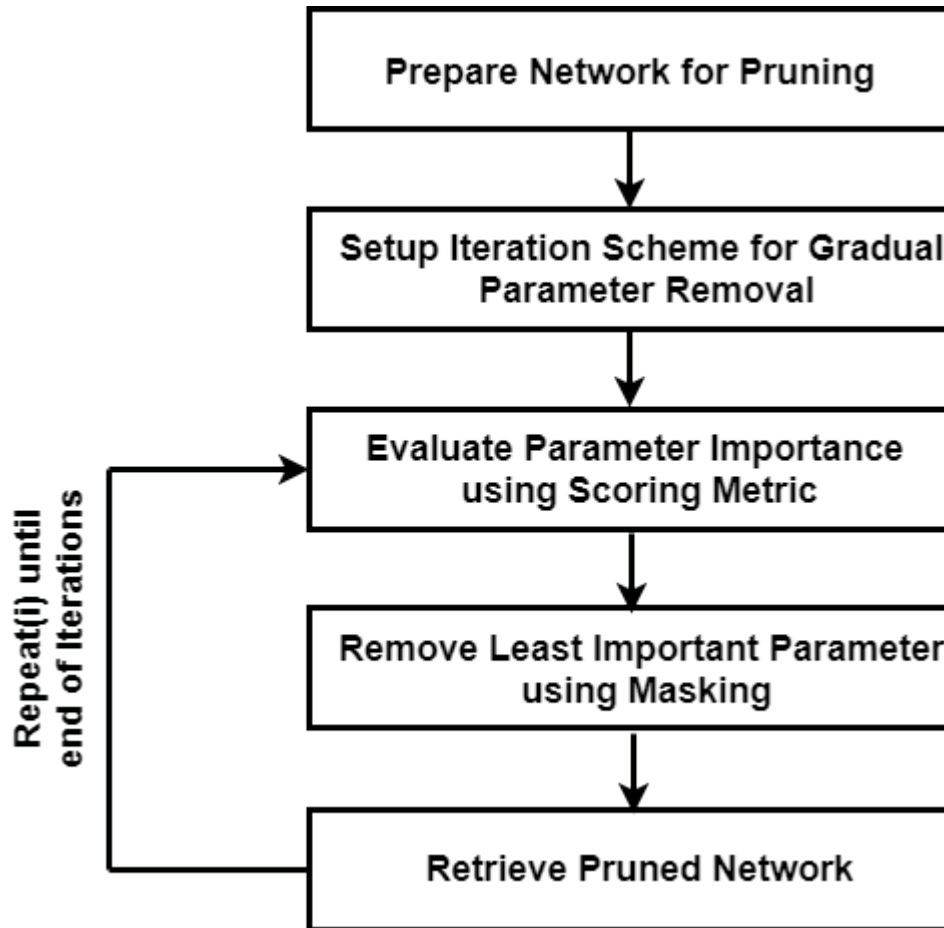 Prepare Network for Pruning
Setup Iteration Scheme for Gradual
Parameter Removal
Evaluate Parameter Importance
using Scoring Metric
Remove Least Important Parameter
using Masking
Retrieve Pruned Network
Repeat(i) until
end of Iterations